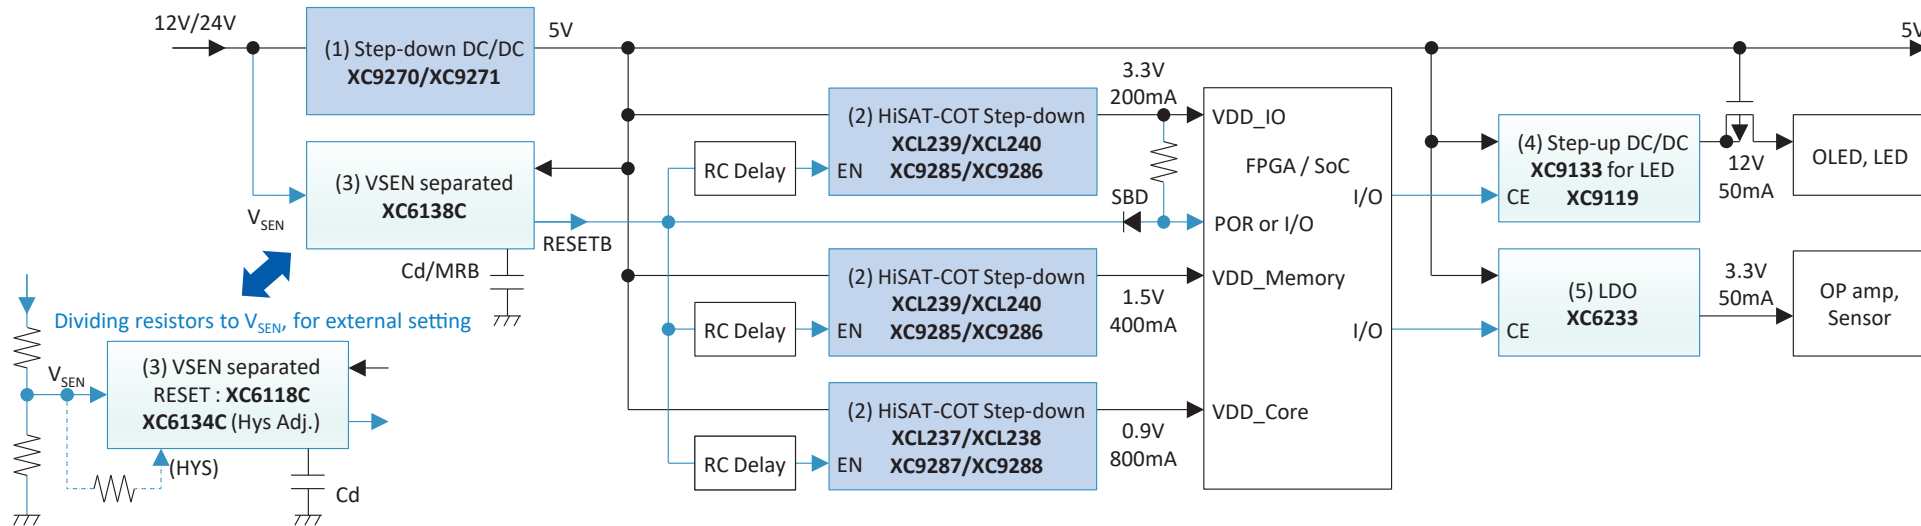 12V/24V
(1) Step-down DC/DC
XC9270/XC9271
5V
5V
(3) VSEN separated
XC6138C
VSEN
RESETB
Cd/MRB
Dividing resistors to VSEN, for external setting
VSEN
(3) VSEN separated
RESET : XC6118C
XC6134C (Hys Adj.)
(HYS)
Cd
RC Delay
(2) HiSAT-COT Step-down
XCL239/XCL240
EN XC9285/XC9286
3.3V
200mA
SBD
RC Delay
(2) HiSAT-COT Step-down
XCL239/XCL240
EN XC9285/XC9286
1.5V
400mA
RC Delay
(2) HiSAT-COT Step-down
XCL237/XCL238
EN XC9287/XC9288
0.9V
800mA
VDD_IO
FPGA / SoC
I/O
POR or I/O
VDD_Memory
I/O
VDD_Core
(4) Step-up DC/DC
XC9133 for LED
CE XC9119
12V
50mA
OLED, LED
(5) LDO
XC6233
CE
3.3V
50mA
OP amp,
Sensor